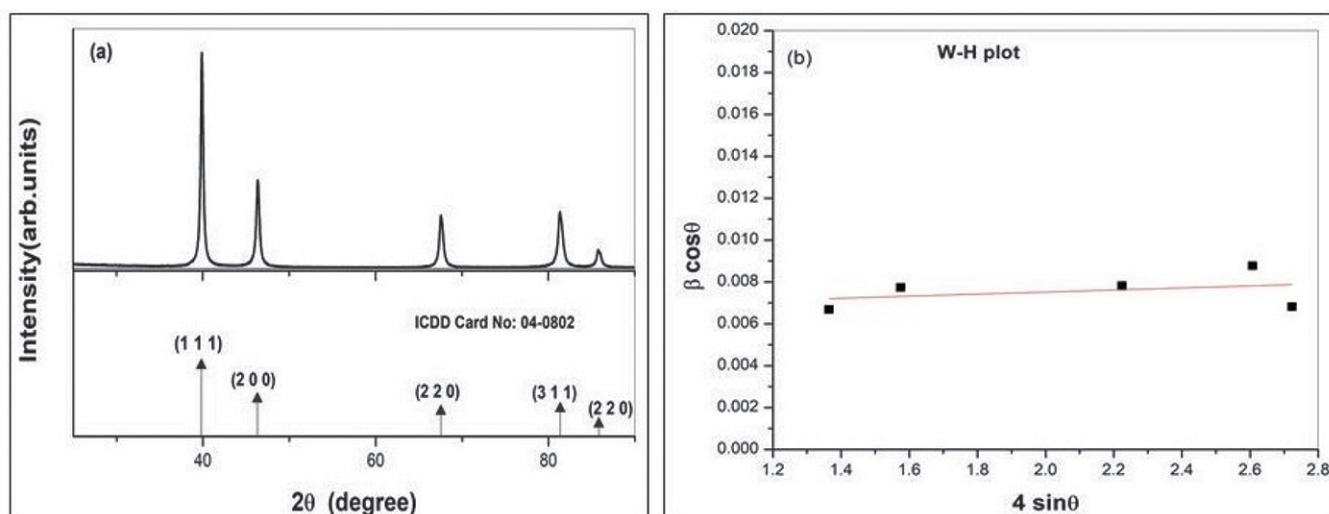 (a)
Intensity(arb.units)
ICDD Card No: 04-0802
(1 1 1)
(2 0 0)
(2 2 0)
(3 1 1)
(2 2 0)
40
60
80
2θ (degree)
(b)
W-H plot
β cosθ
0.020
0.018
0.016
0.014
0.012
0.010
0.008
0.006
0.004
0.002
0.000
1.2 1.4 1.6 1.8 2.0 2.2 2.4 2.6 2.8
4 sinθ